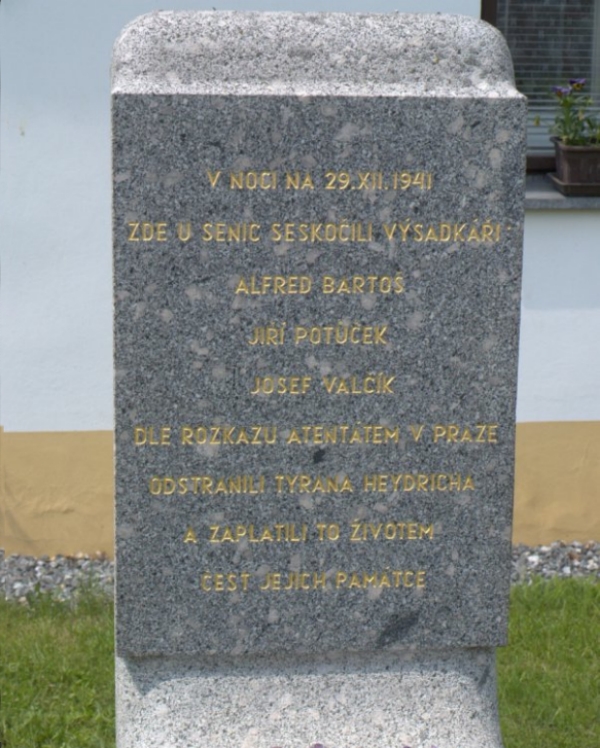 V NOCI NA 29.XII.1941
ZDE U SENIC SESKOČILI VÝSADKÁŘI
ALFRED BARTOŠ
JIŘÍ POTŮČEK
JOSEF VALČÍK
DLE ROZKAZU ATENTÁTEM V PRAZE
ODSTRANILI TYRANA HEYDRICHA
A ZAPLATILI TO ŽIVOTEM
ČEST JEJICH PAMÁTCE